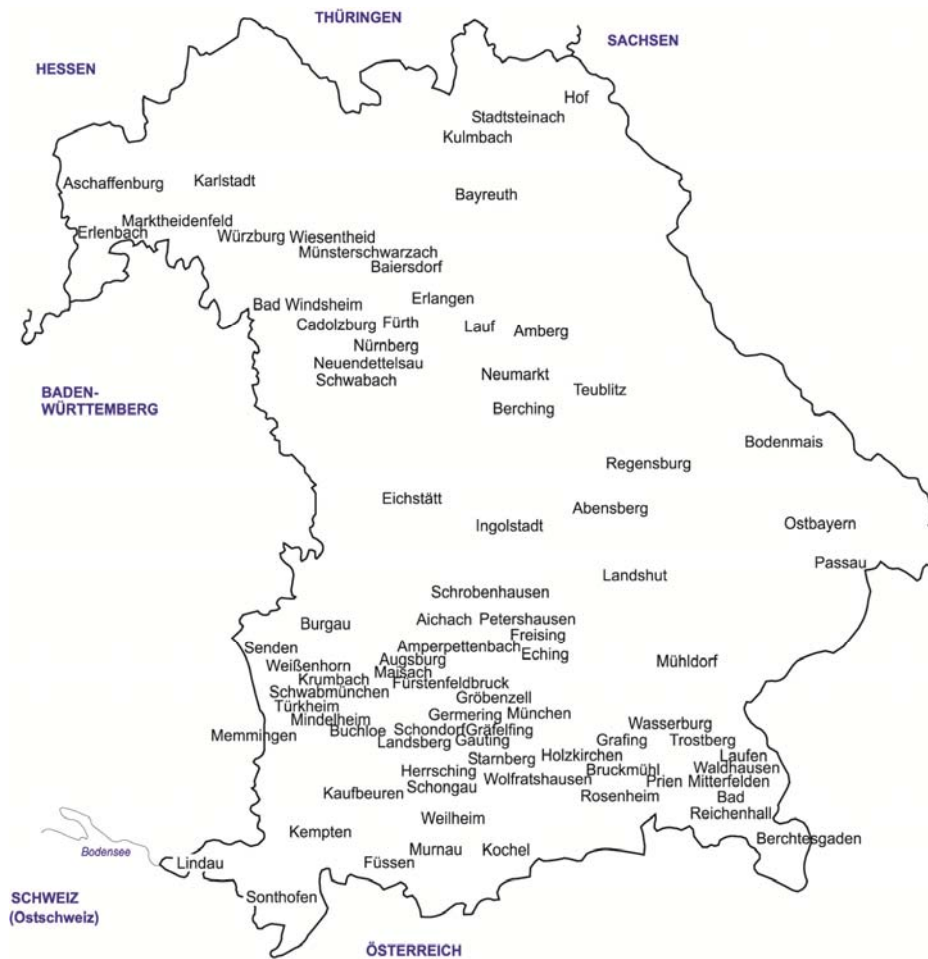 THÜRINGEN
SACHSEN
HESSEN
Hof
Stadtsteinach
Kulmbach
Aschaffenburg
Karlstadt
Bayreuth
Marktheidenfeld
Erlenbach
Würzburg
Wiesentheid
Münsterschwarzach
Baiersdorf
Erlangen
Bad Windsheim
Cadolzburg
Fürth
Lauf
Amberg
Nürnberg
Neuendettelsau
Schwabach
Neumarkt
Teublitz
Berching
BADEN-
WÜRTTEMBERG
Bodenmais
Regensburg
Eichstätt
Abensberg
Ingolstadt
Ostbayern
Passau
Landshut
Schrobenhausen
Burgau
Aichach
Petershausen
Freising
Senden
Amperpettenbach
Eching
Augsburg
Weißenhorn
Mühldorf
Maisach
Krumbach
Fürstenfeldbruck
Schwabmünchen
Gröbenzell
Türkheim
Germering
München
Mindelheim
Wasserburg
Memmingen
Buchloe
Schondorf
Gräfelfing
Landsberg
Gauting
Grafing
Trostberg
Starnberg
Holzkirchen
Laufen
Herrsching
Bruckmühl
Waldhausen
Wolfratshausen
Prien
Mitterfelden
Kaufbeuren
Schongau
Rosenheim
Bad
Reichenhall
Weilheim
Kempten
Berchtesgaden
Bodensee
Lindau
Füssen
Murnau
Kochel
Sonthofen
SCHWEIZ
(Ostschweiz)
ÖSTERREICH